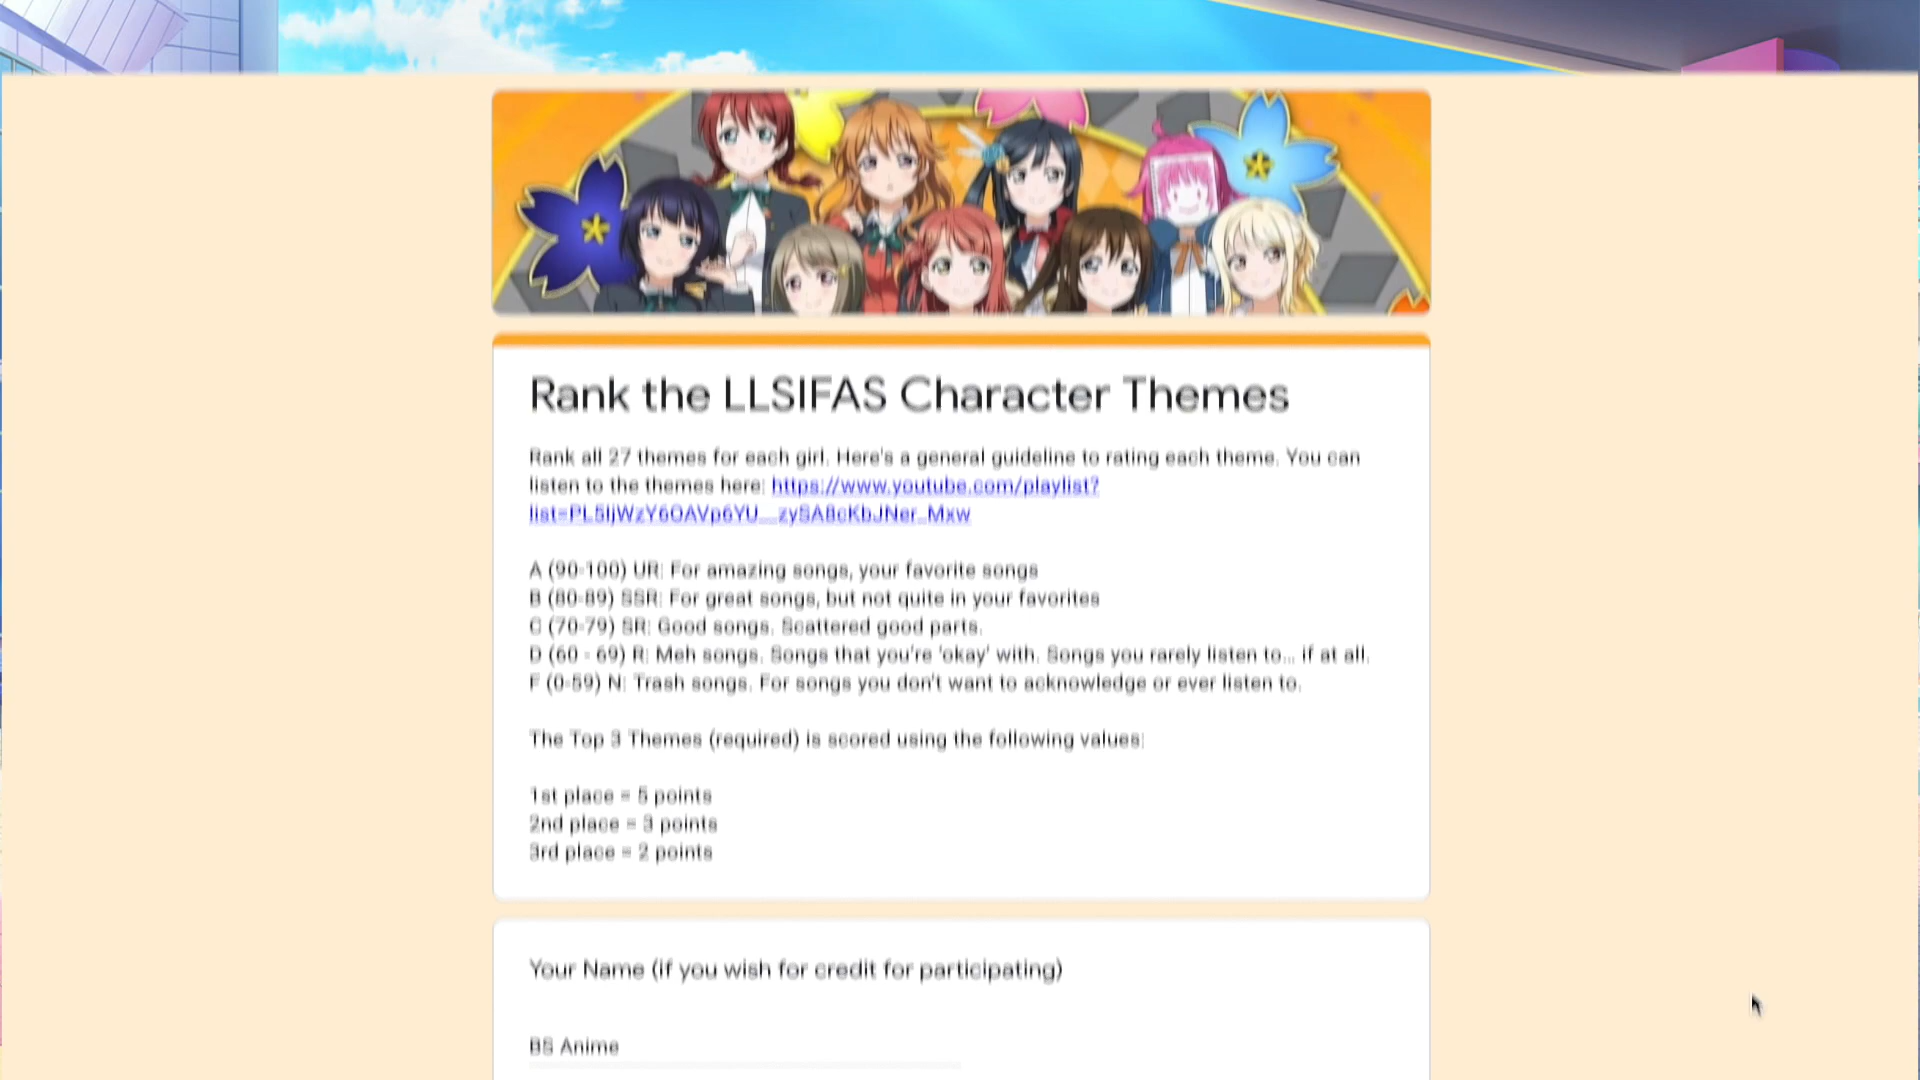 Rank the LLSIFAS Character Themes
Rank all 27 themes for each girl. Here's a general guideline to rating each theme. You can
listen to the themes here: https://www.youtube.com/playlist?
list=PL5IjWzY6OAVp6YU__zySA8cKbJNer_Mxw
A (90-100) UR: For amazing songs, your favorite songs
B (80-89) SSR: For great songs, but not quite in your favorites
C (70-79) SR: Good songs. Scattered good parts.
D (60 - 69) R: Meh songs. Songs that you're 'okay' with. Songs you rarely listen to... if at all.
F (0-59) N: Trash songs. For songs you don't want to acknowledge or ever listen to.
The Top 3 Themes (required) is scored using the following values:
1st place = 5 points
2nd place = 3 points
3rd place = 2 points
Your Name (if you wish for credit for participating)
BS Anime